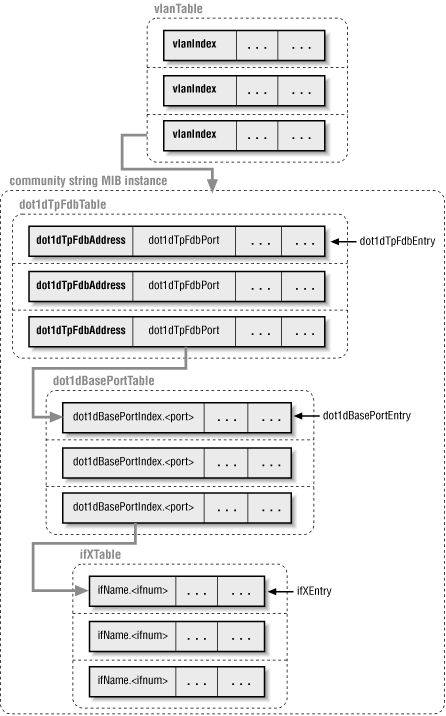 vlanTable
vlanIndex ... ...
vlanIndex ... ...
vlanIndex ... ...
community string MIB instance
dot1dTpFdbTable
dot1dTpFdbAddress dot1dTpFdbPort ... ... dot1dTpFdbEntry
dot1dTpFdbAddress dot1dTpFdbPort ... ...
dot1dTpFdbAddress dot1dTpFdbPort ... ...
dot1dBasePortTable
dot1dBasePortIndex.<port> ... ... dot1dBasePortEntry
dot1dBasePortIndex.<port> ... ...
dot1dBasePortIndex.<port> ... ...
ifXTable
ifName.<ifnum> ... ... ifXEntry
ifName.<ifnum> ... ...
ifName.<ifnum> ... ...